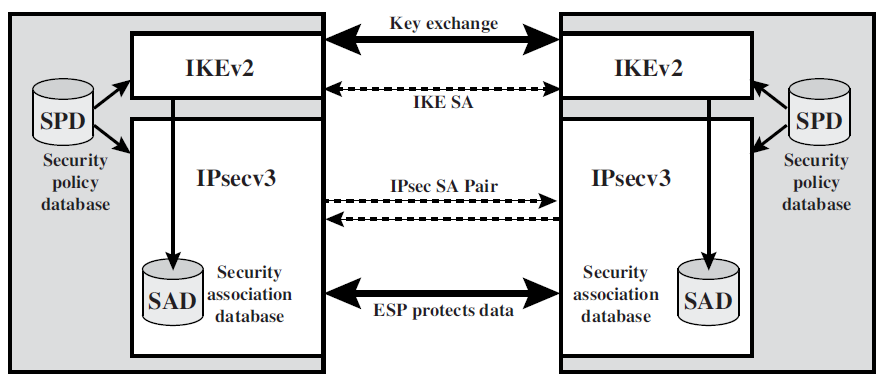 Key exchange
IKEv2
IKEv2
IKE SA
SPD
SPD
Security
policy
database
Security
policy
database
IPsecv3
IPsecv3
IPsec SA Pair
SAD
Security
association
database
Security
association
database
SAD
ESP protects data